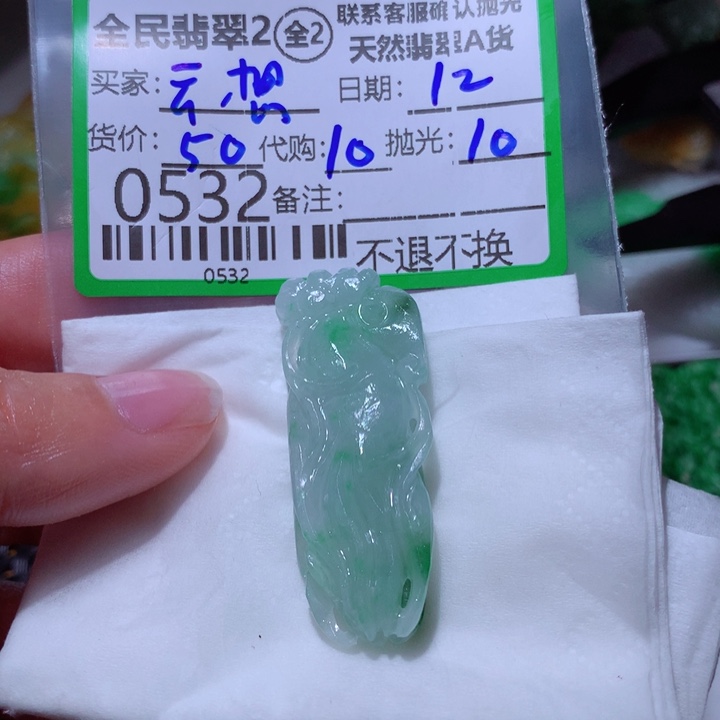 全民翡翠2 全2 联系客服确认抛光
天然翡翠A货
买家：云想 日期：12
货价：50 代购：10 抛光：10
0532 备注：
0532 不退不换